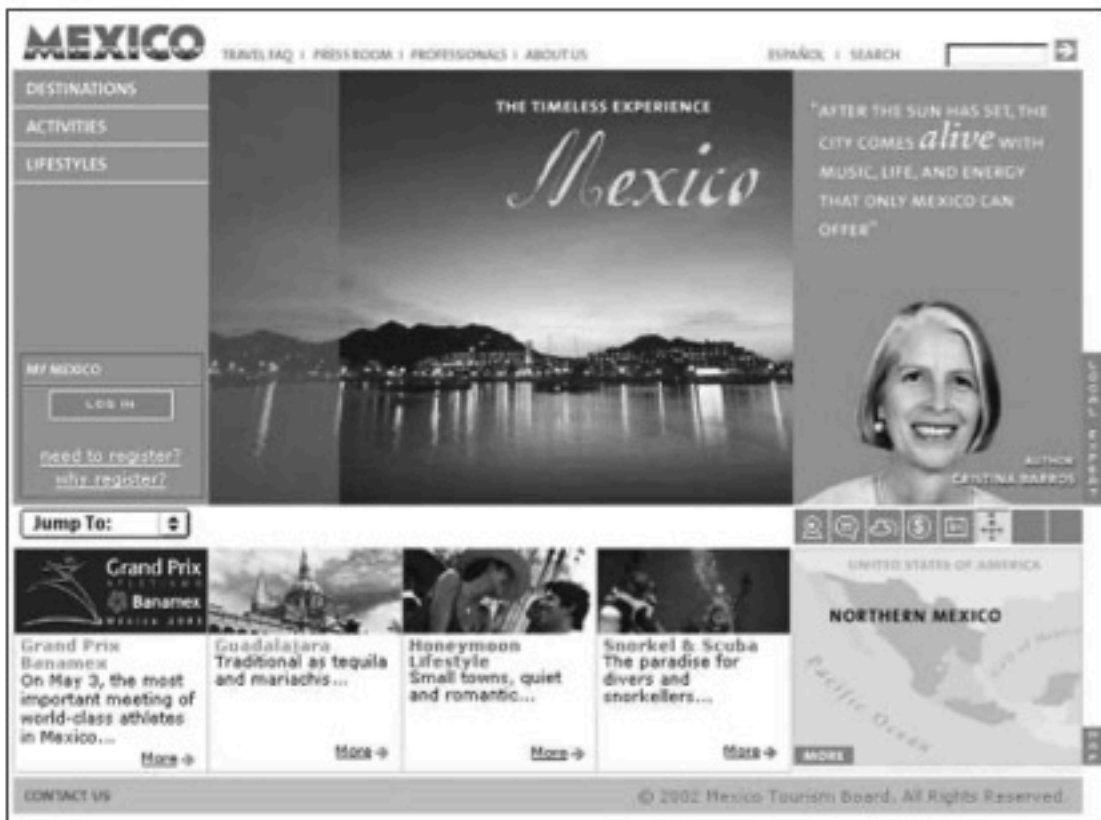 MEXICO
TRAVEL FAQ | PRESS ROOM | PROFESSIONALS | ABOUT US
ESPAÑOL | SEARCH
DESTINATIONS
ACTIVITIES
LIFESTYLES
MY MEXICO
LOG IN
need to register?
why register?
THE TIMELESS EXPERIENCE
Mexico
"AFTER THE SUN HAS SET, THE
CITY COMES alive WITH
MUSIC, LIFE, AND ENERGY
THAT ONLY MEXICO CAN
OFFER"
AUTHOR
CRISTINA BARROS
Jump To:
Grand Prix
ATLETISMO
Banamex
Grand Prix
Banamex
On May 3, the most
important meeting of
world-class athletes
in Mexico...
More
Guadalajara
Traditional as tequila
and mariachis...
More
Honeymoon
Lifestyle
Small towns, quiet
and romantic...
More
Snorkel & Scuba
The paradise for
divers and
snorkellers...
More
UNITED STATES OF AMERICA
NORTHERN MEXICO
Gulf of Mexico
Pacific Ocean
MORE
CONTACT US
© 2002 Mexico Tourism Board. All Rights Reserved.